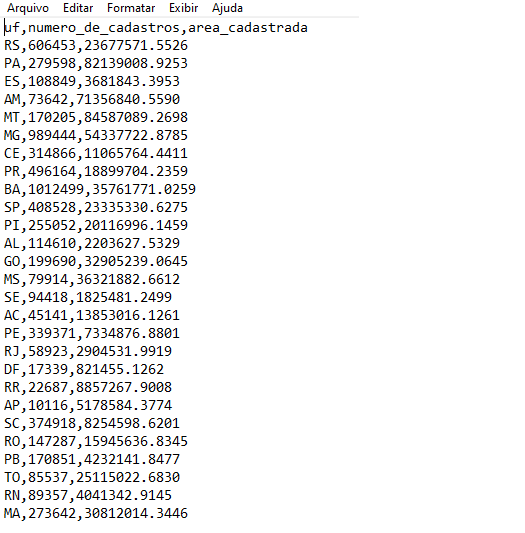 Arquivo Editar Formatar Exibir Ajuda
uf,numero_de_cadastros,area_cadastrada
RS,606453,23677571.5526
PA,279598,82139008.9253
ES,108849,3681843.3953
AM,73642,71356840.5590
MT,170205,84587089.2698
MG,989444,54337722.8785
CE,314866,11065764.4411
PR,496164,18899704.2359
BA,1012499,35761771.0259
SP,408528,23335330.6275
PI,255052,20116996.1459
AL,114610,2203627.5329
GO,199690,32905239.0645
MS,79914,36321882.6612
SE,94418,1825481.2499
AC,45141,13853016.1261
PE,339371,7334876.8801
RJ,58923,2904531.9919
DF,17339,821455.1262
RR,22687,8857267.9008
AP,10116,5178584.3774
SC,374918,8254598.6201
RO,147287,15945636.8345
PB,170851,4232141.8477
TO,85537,25115022.6830
RN,89357,4041342.9145
MA,273642,30812014.3446